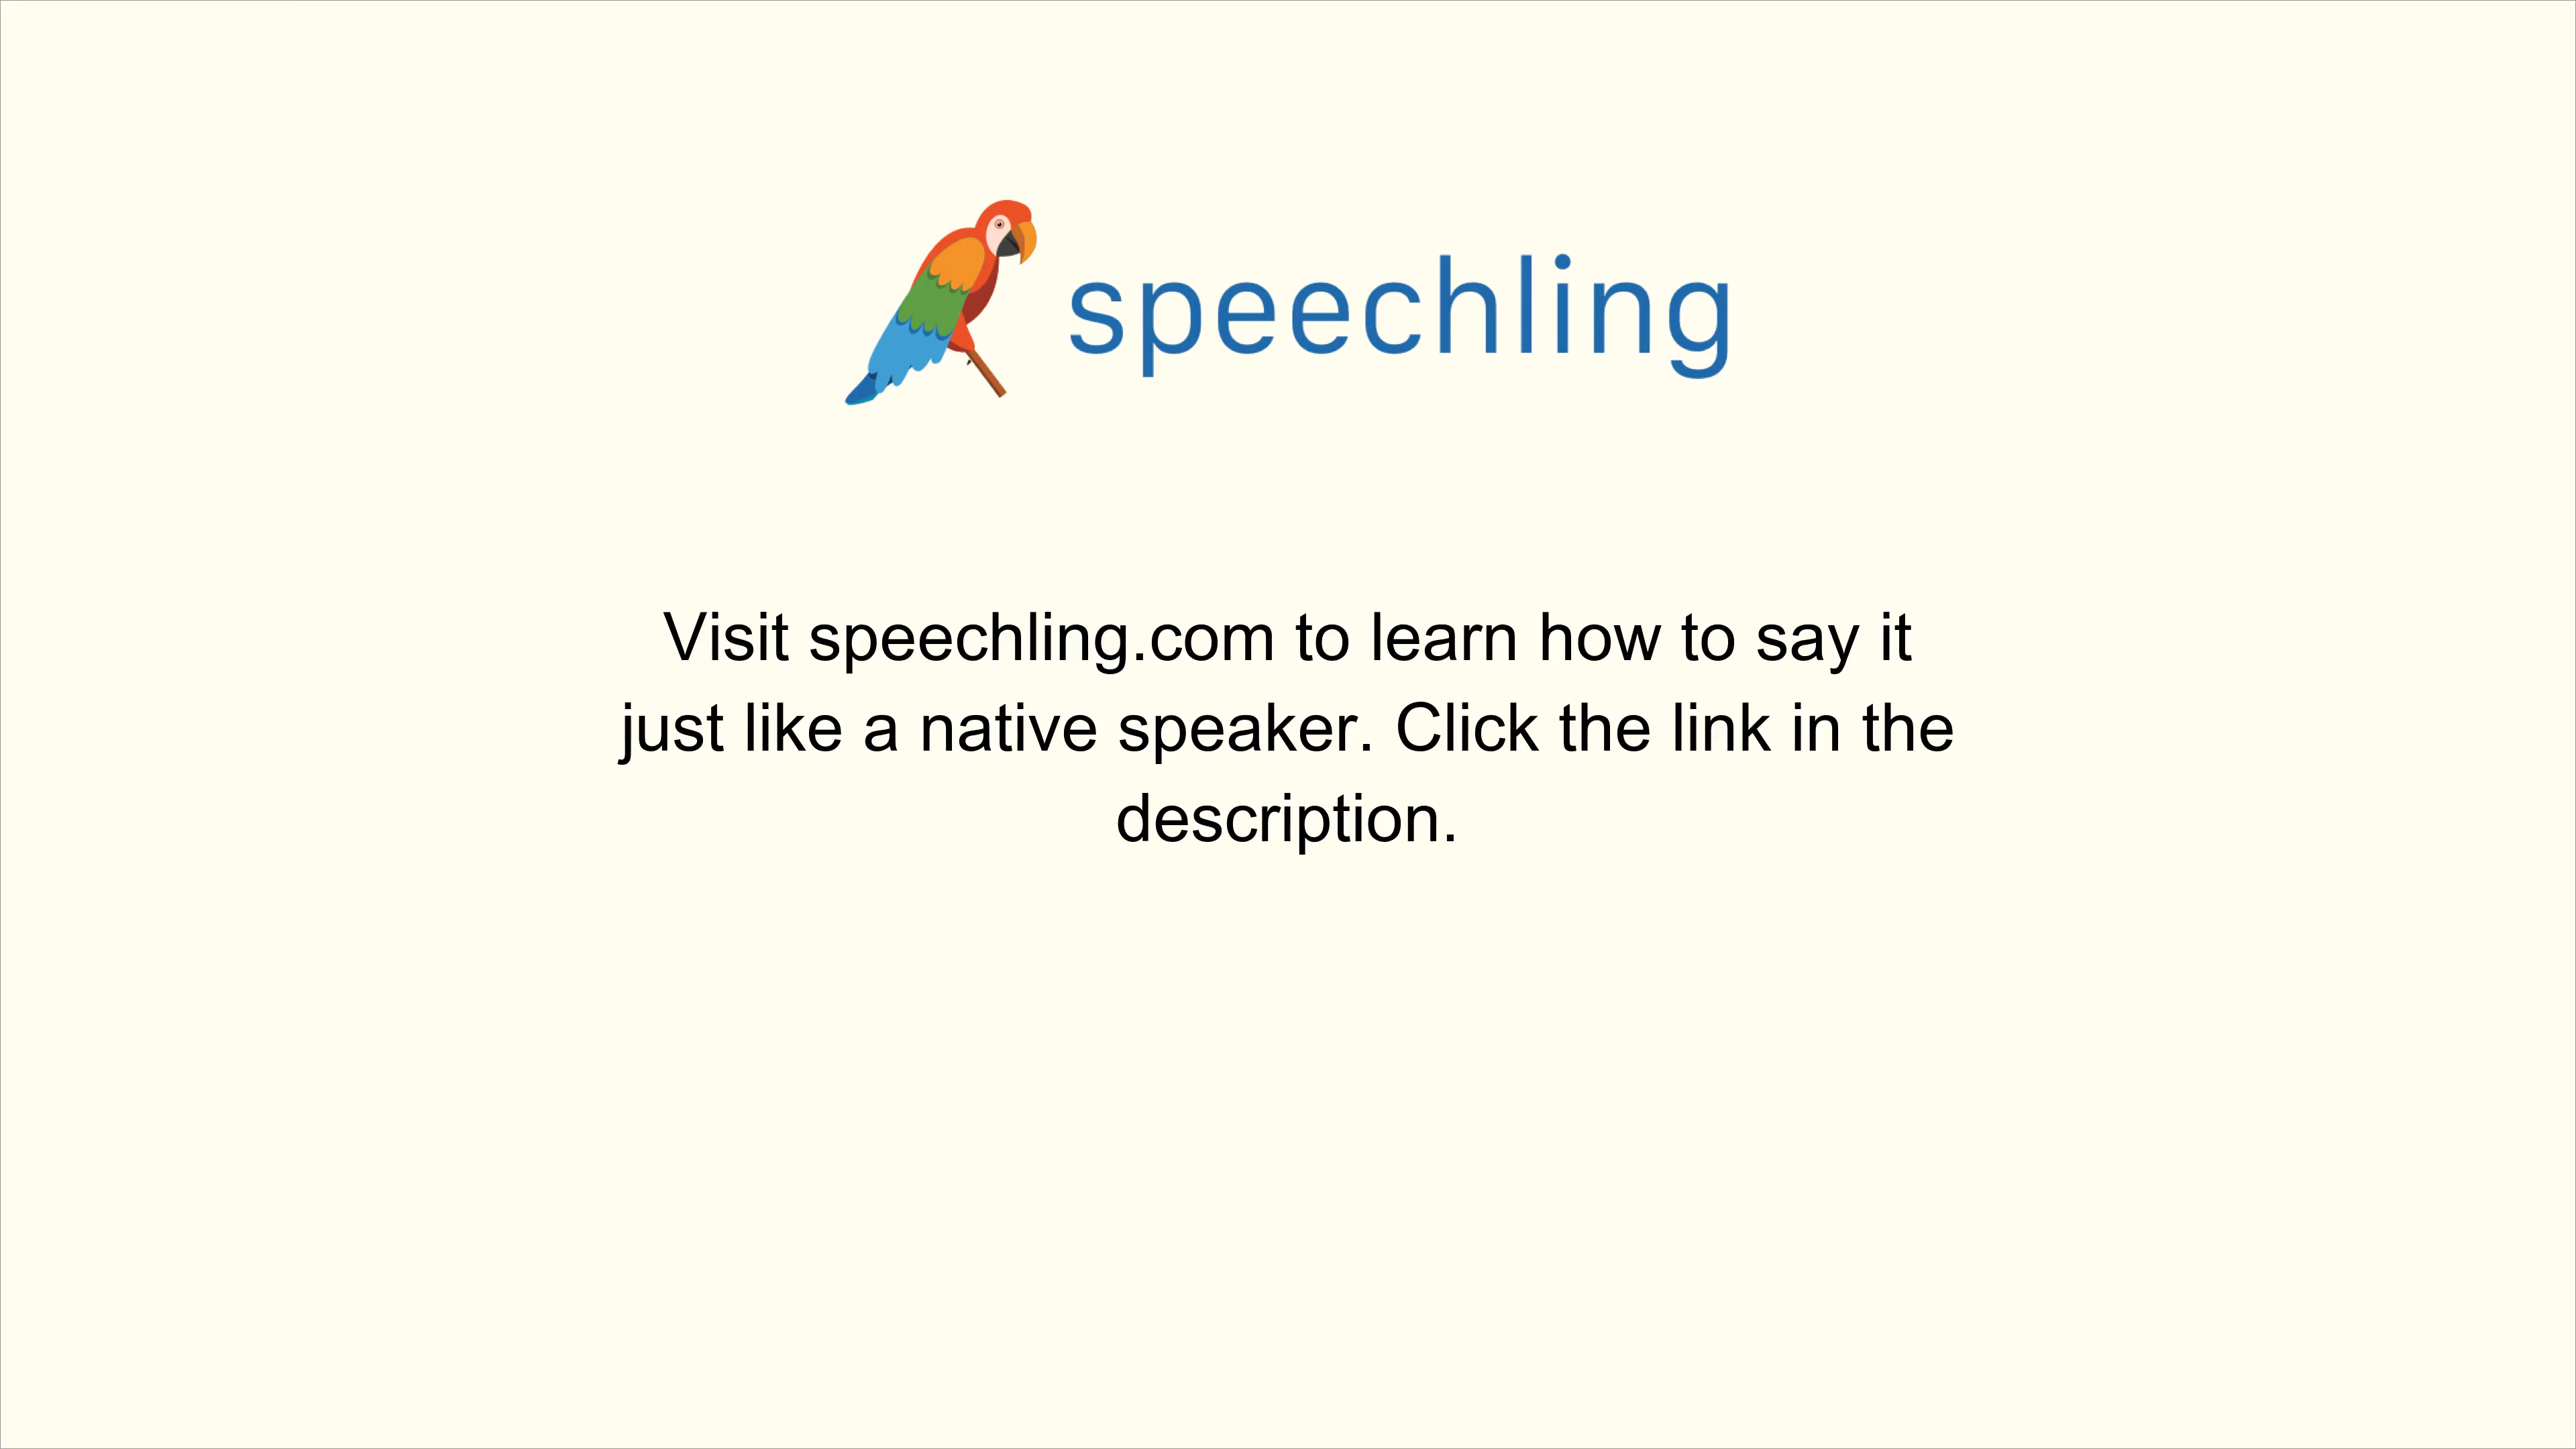 speechling
Visit speechling.com to learn how to say it
just like a native speaker. Click the link in the
description.